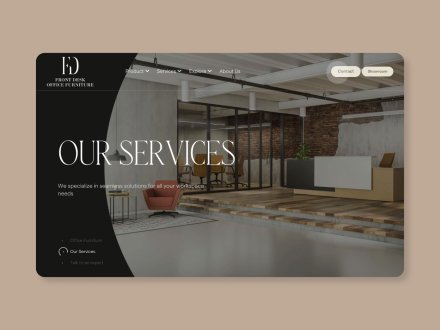 FD
FRONT DESK
OFFICE FURNITURE
Product
Services
Explore
About Us
Contact
Showroom
OUR SERVICES
We specialize in seamless solutions for all your workspace
needs
Office Furniture
Our Services
Talk to an expert